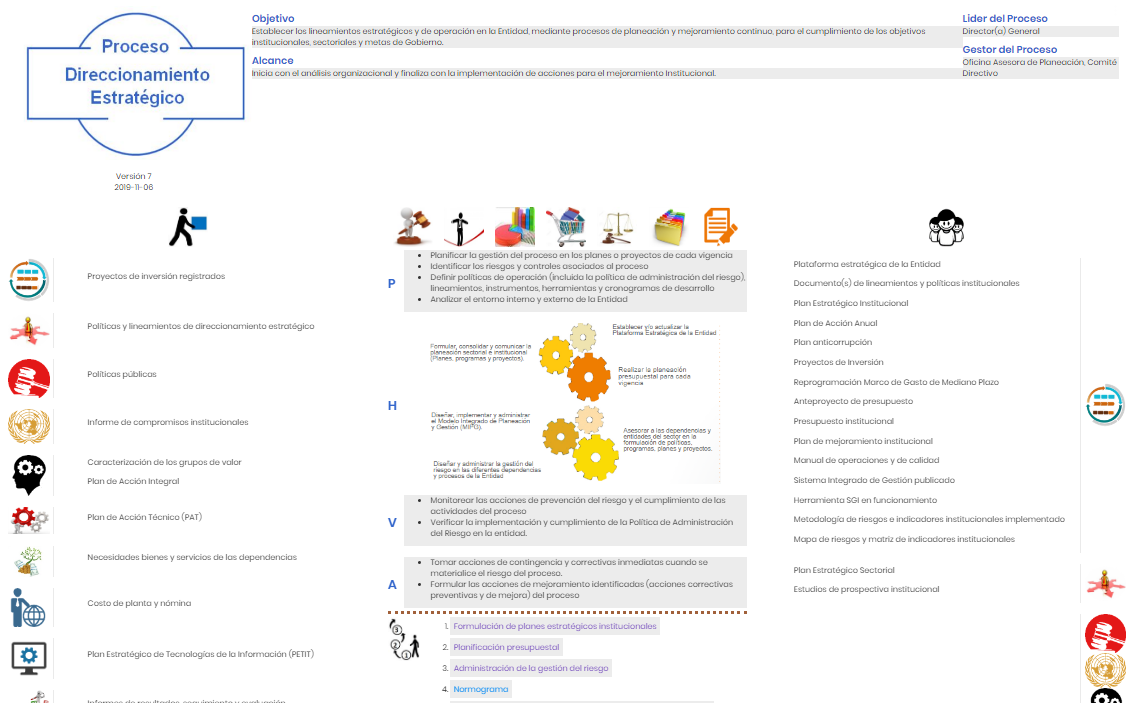 Proceso
Direccionamiento
Estratégico
Versión 7
2019-11-06
Objetivo
Establecer los lineamientos estratégicos y de operación en la Entidad, mediante procesos de planeación y mejoramiento continuo, para el cumplimiento de los objetivos
institucionales, sectoriales y metas de Gobierno.
Alcance
Inicia con el análisis organizacional y finaliza con la implementación de acciones para el mejoramiento Institucional.
Lider del Proceso
Director(a) General
Gestor del Proceso
Oficina Asesora de Planeación, Comité
Directivo
Proyectos de inversión registrados
Políticas y lineamientos de direccionamiento estratégico
Políticas públicas
Informe de compromisos institucionales
Caracterización de los grupos de valor
Plan de Acción Integral
Plan de Acción Técnico (PAT)
Necesidades bienes y servicios de las dependencias
Costo de planta y nómina
Plan Estratégico de Tecnologías de la Información (PETIT)
Informes de resultados, seguimiento y evaluación
P
Planificar la gestión del proceso en los planes o proyectos de cada vigencia
Identificar los riesgos y controles asociados al proceso
Definir políticas de operación (incluida la política de administración del riesgo),
lineamientos, instrumentos, herramientas y cronogramas de desarrollo
Analizar el entorno interno y externo de la Entidad
H
Establecer y/o actualizar la
Plataforma Estratégica de la Entidad
Formular, consolidar y comunicar la
planeación sectorial e institucional
(Planes, programas y proyectos).
Realizar la planeación
presupuestal para cada
vigencia
Diseñar, implementar y administrar
el Modelo Integrado de Planeación
y Gestión (MIPG).
Asesorar a las dependencias y
entidades del sector en la
formulación de políticas,
programas, planes y proyectos.
Diseñar y administrar la gestión del
riesgo en las diferentes dependencias
y procesos de la Entidad
V
Monitorear las acciones de prevención del riesgo y el cumplimiento de las
actividades del proceso
Verificar la implementación y cumplimiento de la Política de Administración
del Riesgo en la entidad.
A
Tomar acciones de contingencia y correctivas inmediatas cuando se
materialice el riesgo del proceso.
Formular las acciones de mejoramiento identificadas (acciones correctivas
preventivas y de mejora) del proceso
1. Formulación de planes estratégicos institucionales
2. Planificación presupuestal
3. Administración de la gestión del riesgo
4. Normograma
Plataforma estratégica de la Entidad
Documento(s) de lineamientos y políticas institucionales
Plan Estratégico Institucional
Plan de Acción Anual
Plan anticorrupción
Proyectos de Inversión
Reprogramación Marco de Gasto de Mediano Plazo
Anteproyecto de presupuesto
Presupuesto institucional
Plan de mejoramiento institucional
Manual de operaciones y de calidad
Sistema Integrado de Gestión publicado
Herramienta SGI en funcionamiento
Metodología de riesgos e indicadores institucionales implementado
Mapa de riesgos y matriz de indicadores institucionales
Plan Estratégico Sectorial
Estudios de prospectiva institucional